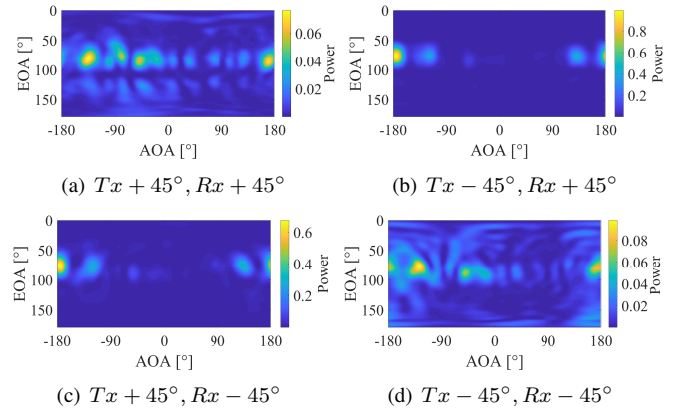 0
50
100
150
EOA [°]
-180 -90 0 90 180
AOA [°]
0.06
0.04
0.02
Power
(a) Tx + 45°, Rx + 45°
0
50
100
150
EOA [°]
-180 -90 0 90 180
AOA [°]
0.8
0.6
0.4
0.2
Power
(b) Tx − 45°, Rx + 45°
0
50
100
150
EOA [°]
-180 -90 0 90 180
AOA [°]
0.6
0.4
0.2
Power
(c) Tx + 45°, Rx − 45°
0
50
100
150
EOA [°]
-180 -90 0 90 180
AOA [°]
0.08
0.06
0.04
0.02
Power
(d) Tx − 45°, Rx − 45°